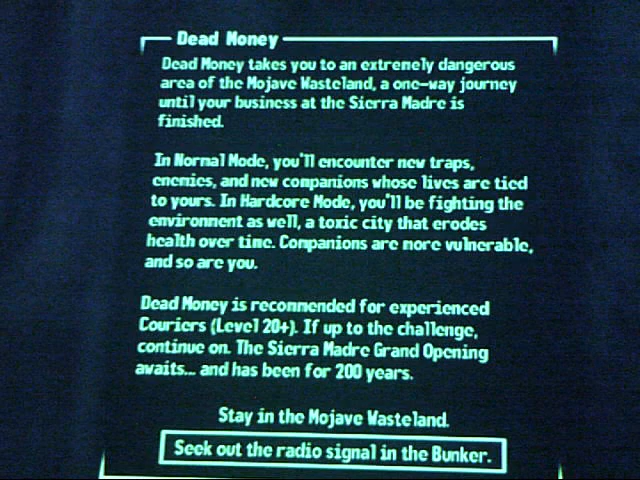 Dead Money
Dead Money takes you to an extremely dangerous
area of the Mojave Wasteland, a one-way journey
until your business at the Sierra Madre is
finished.
In Normal Mode, you'll encounter new traps,
enemies, and new companions whose lives are tied
to yours. In Hardcore Mode, you'll be fighting the
environment as well, a toxic city that erodes
health over time. Companions are more vulnerable,
and so are you.
Dead Money is recommended for experienced
Couriers (Level 20+). If up to the challenge,
continue on. The Sierra Madre Grand Opening
awaits... and has been for 200 years.
Stay in the Mojave Wasteland.
Seek out the radio signal in the Bunker.